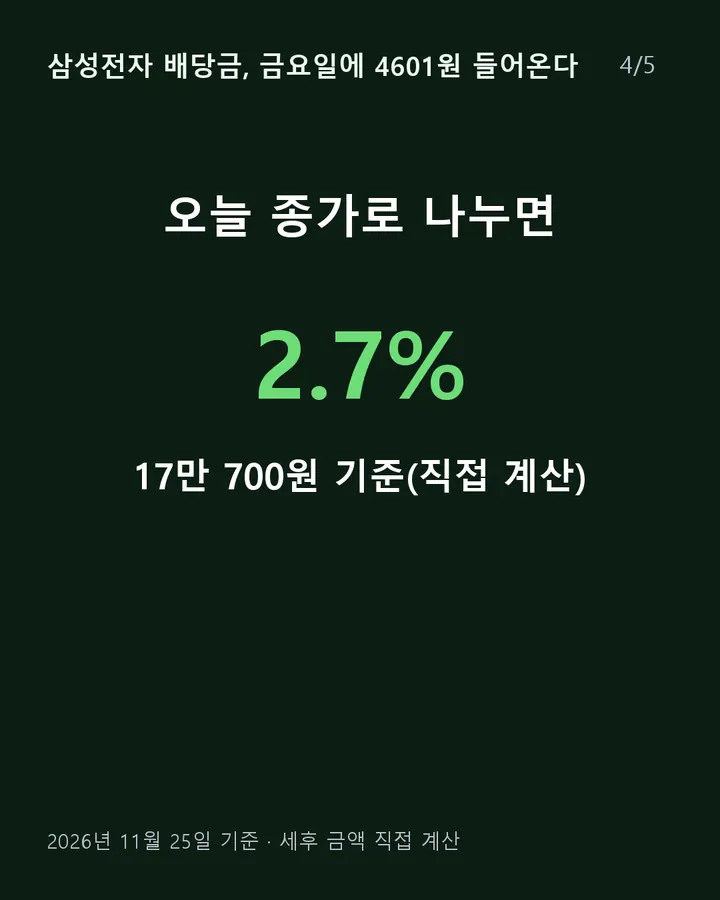 삼성전자 배당금, 금요일에 4601원 들어온다
4/5
오늘 종가로 나누면
2.7%
17만 700원 기준(직접 계산)
2026년 11월 25일 기준 · 세후 금액 직접 계산